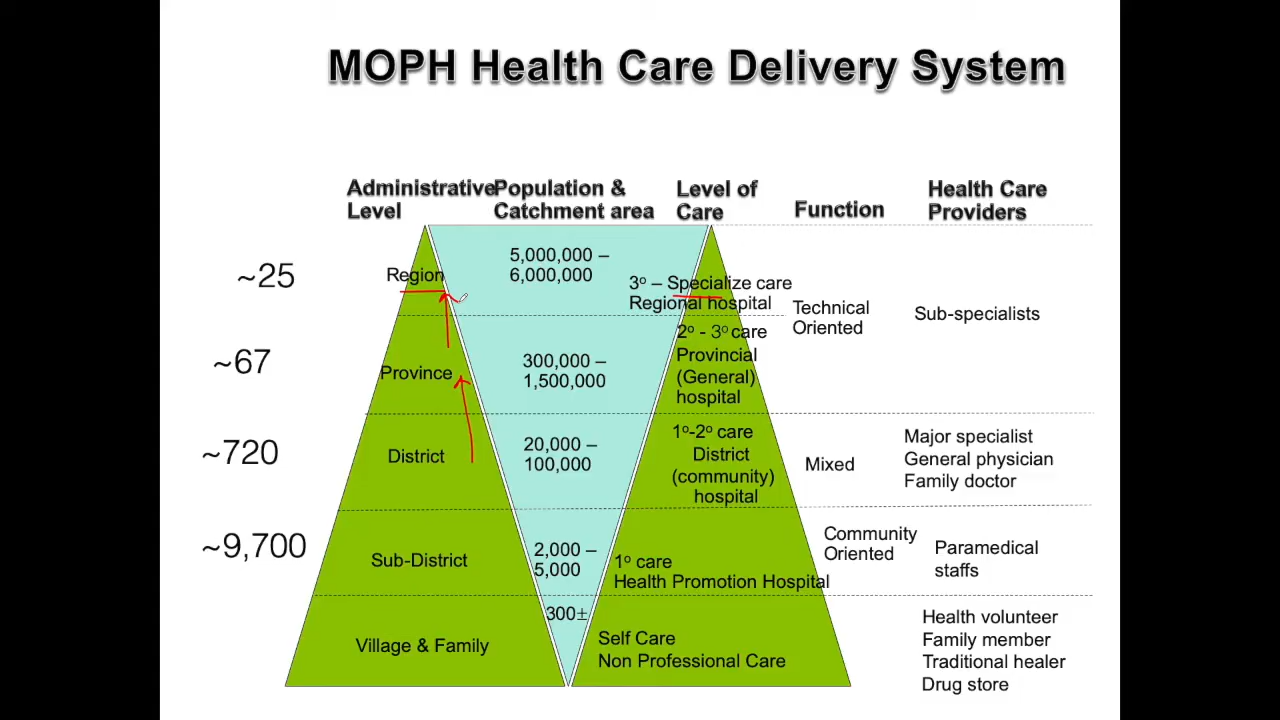 MOPH Health Care Delivery System
Administrative
Level
Population &
Catchment area
Level of
Care
Function
Health Care
Providers
~25
Region
5,000,000 –
6,000,000
3º – Specialize care
Regional hospital
Technical
Oriented
Sub-specialists
~67
Province
300,000 –
1,500,000
2º - 3º care
Provincial
(General)
hospital
~720
District
20,000 –
100,000
1º-2º care
District
(community)
hospital
Mixed
Major specialist
General physician
Family doctor
~9,700
Sub-District
2,000 –
5,000
1º care
Health Promotion Hospital
Community
Oriented
Paramedical
staffs
Village & Family
300±
Self Care
Non Professional Care
Health volunteer
Family member
Traditional healer
Drug store